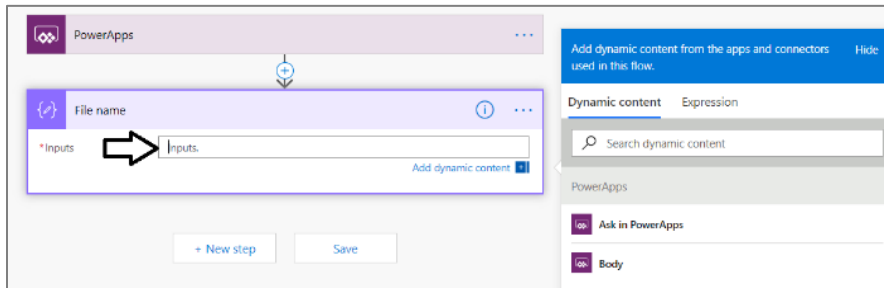 PowerApps
File name
*Inputs
Inputs.
Add dynamic content
+ New step
Save
Add dynamic content from the apps and connectors
used in this flow.
Hide
Dynamic content
Expression
Search dynamic content
PowerApps
Ask in PowerApps
Body